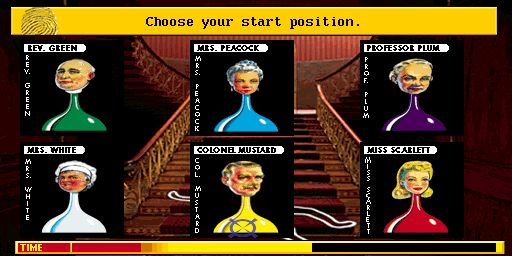 Choose your start position.
REV. GREEN
MRS. PEACOCK
PROFESSOR PLUM
REV. GREEN
MRS. PEACOCK
PROF. PLUM
MRS. WHITE
COLONEL MUSTARD
MISS SCARLETT
MRS. WHITE
COL. MUSTARD
MISS SCARLETT
TIME